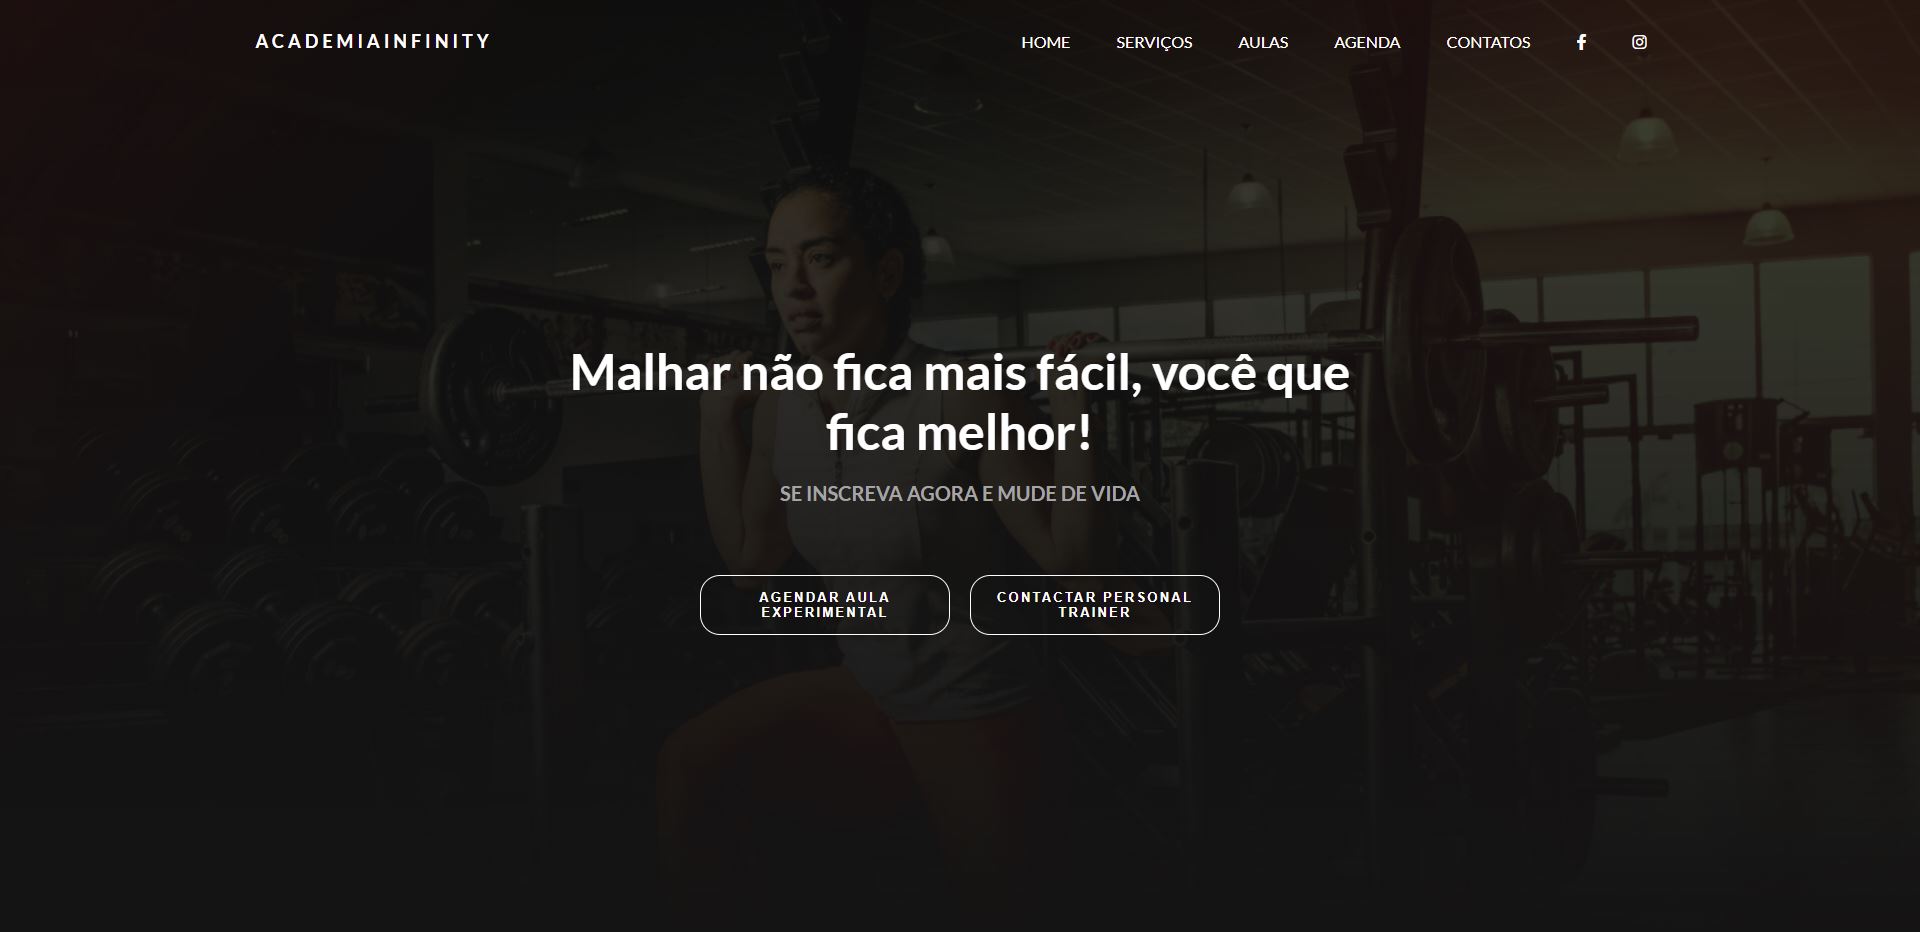 ACADEMIAINFINITY
HOME SERVIÇOS AULAS AGENDA CONTATOS
Malhar não fica mais fácil, você que
fica melhor!
SE INSCREVA AGORA E MUDE DE VIDA
AGENDAR AULA
EXPERIMENTAL
CONTACTAR PERSONAL
TRAINER